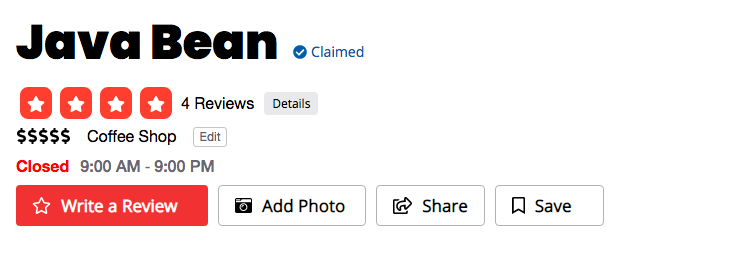 Java Bean Claimed
4 Reviews Details
$$$$$ Coffee Shop Edit
Closed 9:00 AM - 9:00 PM
Write a Review Add Photo Share Save